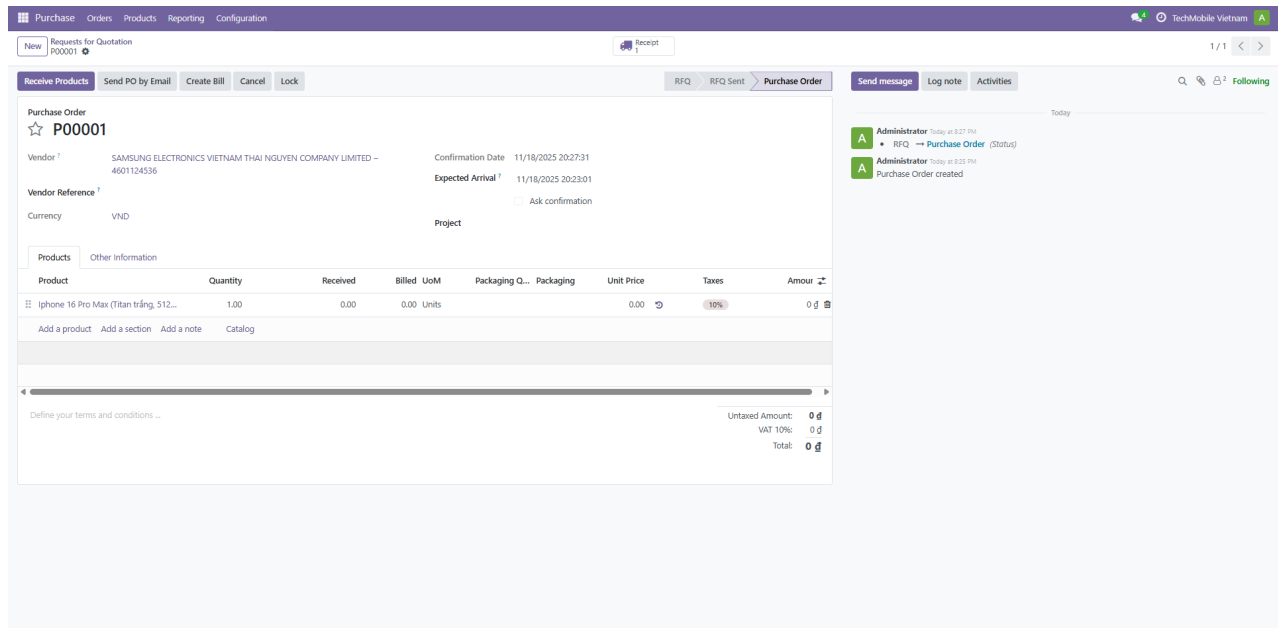 Purchase Orders Products Reporting Configuration 4 TechMobile Vietnam A
New Requests for Quotation
P00001
Receipt
1
1 / 1
Receive Products Send PO by Email Create Bill Cancel Lock RFQ RFQ Sent Purchase Order
Send message Log note Activities 2 Following
Purchase Order
P00001
Vendor ? SAMSUNG ELECTRONICS VIETNAM THAI NGUYEN COMPANY LIMITED –
4601124536
Vendor Reference ?
Currency VND
Confirmation Date 11/18/2025 20:27:31
Expected Arrival ? 11/18/2025 20:23:01
Ask confirmation
Project
Products Other Information
Product Quantity Received Billed UoM Packaging Q... Packaging Unit Price Taxes Amour
Iphone 16 Pro Max (Titan trắng, 512... 1.00 0.00 0.00 Units 0.00 10% 0 ₫
Add a product Add a section Add a note Catalog
Define your terms and conditions ...
Untaxed Amount: 0 ₫
VAT 10%: 0 ₫
Total: 0 ₫
Today
A Administrator Today at 8:27 PM
• RFQ → Purchase Order (Status)
A Administrator Today at 8:25 PM
Purchase Order created